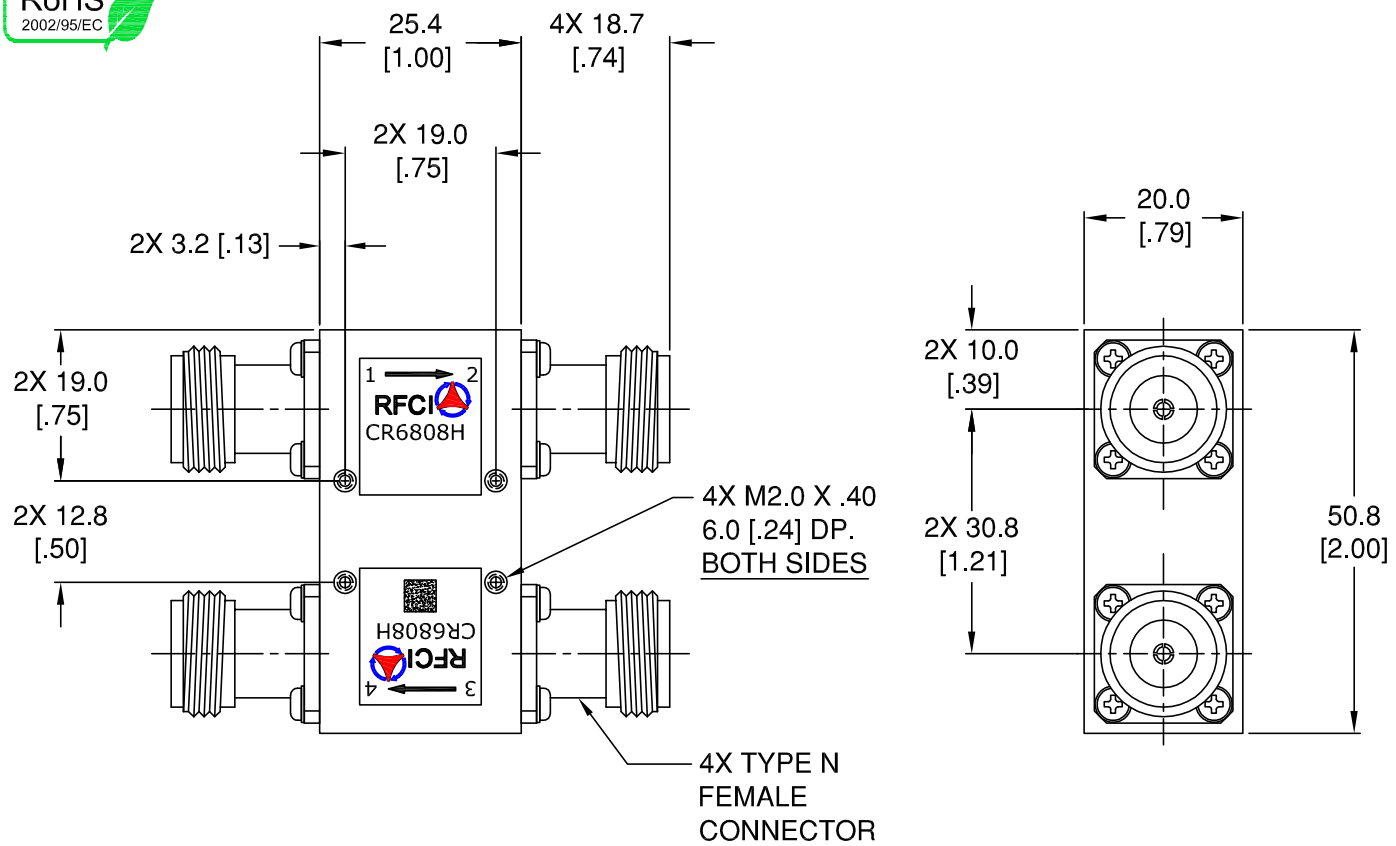 RoHS
2002/95/EC
25.4
[1.00]
4X 18.7
[.74]
2X 19.0
[.75]
2X 3.2 [.13]
20.0
[.79]
2X 19.0
[.75]
2X 12.8
[.50]
1 2
RFCI
CR6808H
4X M2.0 X .40
6.0 [.24] DP.
BOTH SIDES
3 4
RFCI
CR6808H
4X TYPE N
FEMALE
CONNECTOR
2X 10.0
[.39]
2X 30.8
[1.21]
50.8
[2.00]